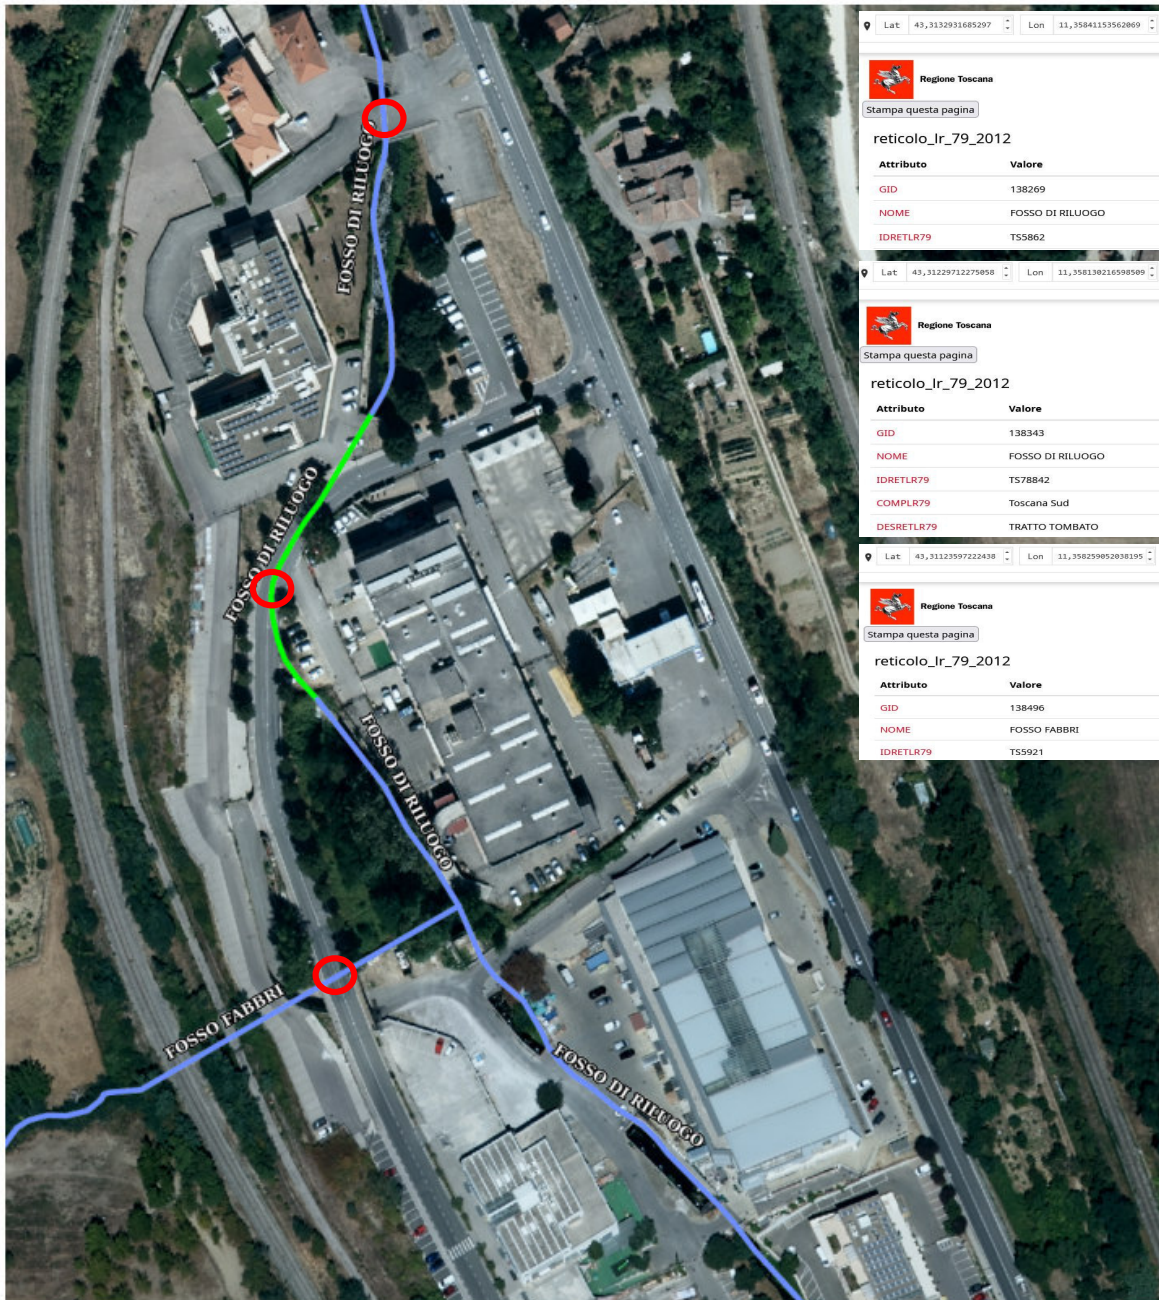 Lat 43,3132931685297 Lon 11,35841153562069
Regione Toscana
Stampa questa pagina
reticolo_lr_79_2012
Attributo Valore
GID 138269
NOME FOSSO DI RILUOGO
IDRETLR79 TS5862
Lat 43,31229712275058 Lon 11,358130216598509
Regione Toscana
Stampa questa pagina
reticolo_lr_79_2012
Attributo Valore
GID 138343
NOME FOSSO DI RILUOGO
IDRETLR79 TS78842
COMPLR79 Toscana Sud
DESRETLR79 TRATTO TOMBATO
Lat 43,31123597222438 Lon 11,358259052038195
Regione Toscana
Stampa questa pagina
reticolo_lr_79_2012
Attributo Valore
GID 138496
NOME FOSSO FABBRI
IDRETLR79 TS5921
FOSSO DI RILUOGO
FOSSO DI RILUOGO
FOSSO DI RILUOGO
FOSSO FABBRI
FOSSO DI RILUOGO